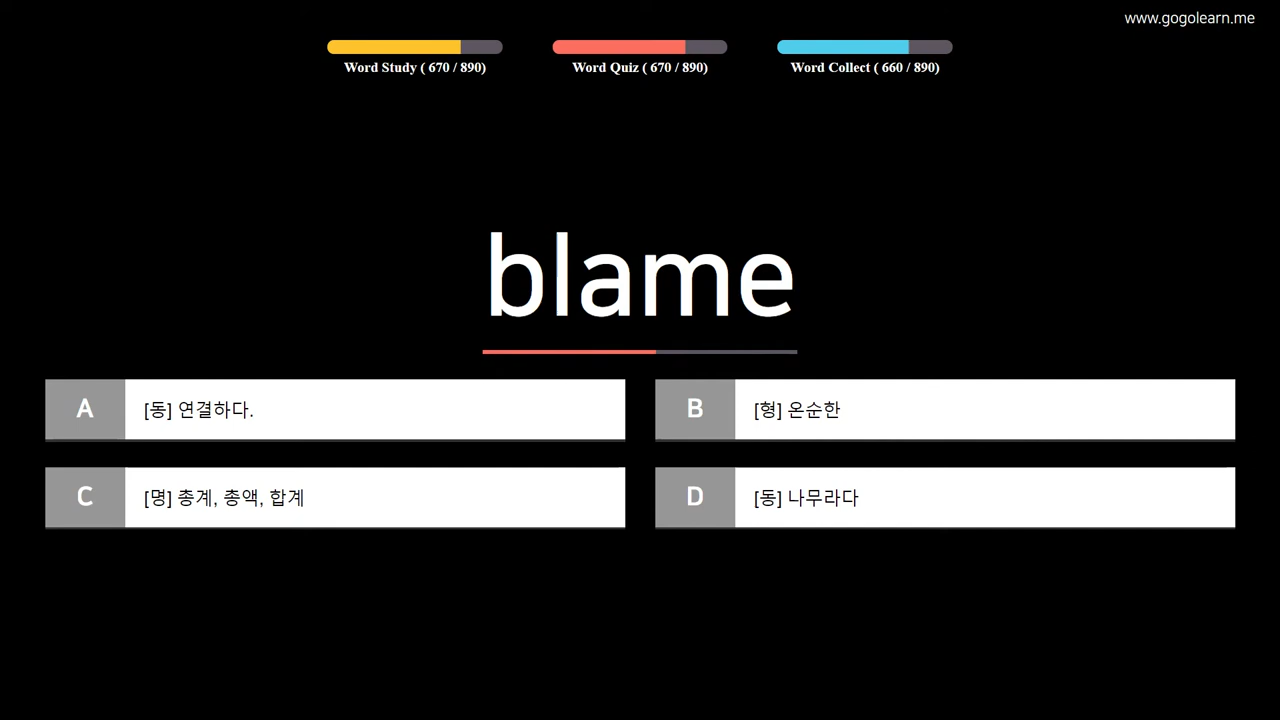 www.gogolearn.me
Word Study ( 670 / 890)
Word Quiz ( 670 / 890)
Word Collect ( 660 / 890)
blame
A [동] 연결하다.
B [형] 온순한
C [명] 총계, 총액, 합계
D [동] 나무라다